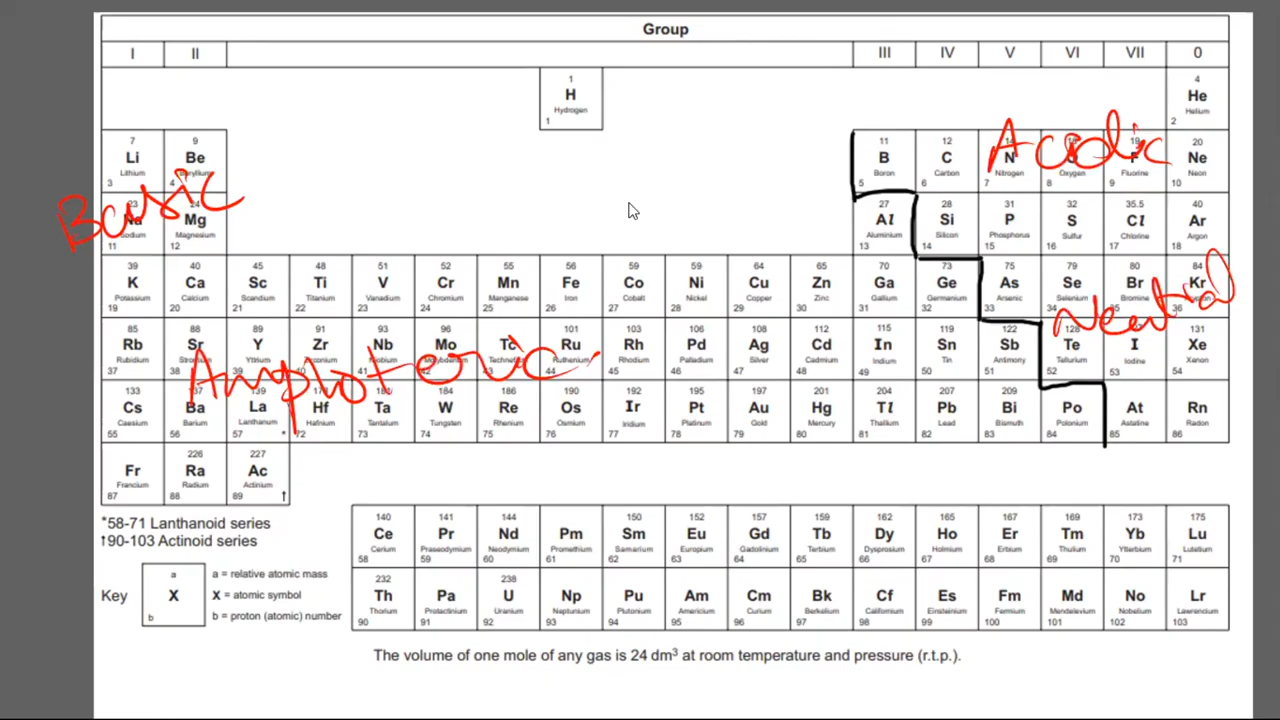 Group
I II III IV V VI VII 0
1 4
H He
Hydrogen Helium
1 2
7 9 11 12 14 16 19 20
Li Be B C N O F Ne
Acidic
Lithium Beryllium Boron Carbon Nitrogen Oxygen Fluorine Neon
3 4 5 6 7 8 9 10
Basic
23 24 27 28 31 32 35.5 40
Na Mg Al Si P S Cl Ar
Sodium Magnesium Aluminium Silicon Phosphorus Sulfur Chlorine Argon
11 12 13 14 15 16 17 18
39 40 45 48 51 52 55 56 59 59 64 65 70 73 75 79 80 84
K Ca Sc Ti V Cr Mn Fe Co Ni Cu Zn Ga Ge As Se Br Kr
Potassium Calcium Scandium Titanium Vanadium Chromium Manganese Iron Cobalt Nickel Copper Zinc Gallium Germanium Arsenic Selenium Bromine Krypton
19 20 21 22 23 24 25 26 27 28 29 30 31 32 33 34 35 36
Neutral
85 88 89 91 93 96 101 103 106 108 112 115 119 122 128 131
Rb Sr Y Zr Nb Mo Tc Ru Rh Pd Ag Cd In Sn Sb Te I Xe
Rubidium Strontium Yttrium Zirconium Niobium Molybdenum Technetium Ruthenium Rhodium Palladium Silver Cadmium Indium Tin Antimony Tellurium Iodine Xenon
37 38 39 40 41 42 43 44 45 46 47 48 49 50 51 52 53 54
Amphoteric
133 137 139 178 181 184 186 190 192 195 197 201 204 207 209
Cs Ba La Hf Ta W Re Os Ir Pt Au Hg Tl Pb Bi Po At Rn
Caesium Barium Lanthanum Hafnium Tantalum Tungsten Rhenium Osmium Iridium Platinum Gold Mercury Thallium Lead Bismuth Polonium Astatine Radon
55 56 57 * 72 73 74 75 76 77 78 79 80 81 82 83 84 85 86
226 227
Fr Ra Ac
Francium Radium Actinium
87 88 89 †
*58-71 Lanthanoid series
†90-103 Actinoid series
140 141 144 150 152 157 159 162 165 167 169 173 175
Ce Pr Nd Pm Sm Eu Gd Tb Dy Ho Er Tm Yb Lu
Cerium Praseodymium Neodymium Promethium Samarium Europium Gadolinium Terbium Dysprosium Holmium Erbium Thulium Ytterbium Lutetium
58 59 60 61 62 63 64 65 66 67 68 69 70 71
232 238
Th Pa U Np Pu Am Cm Bk Cf Es Fm Md No Lr
Thorium Protactinium Uranium Neptunium Plutonium Americium Curium Berkelium Californium Einsteinium Fermium Mendelevium Nobelium Lawrencium
90 91 92 93 94 95 96 97 98 99 100 101 102 103
Key
a
X
b
a = relative atomic mass
X = atomic symbol
b = proton (atomic) number
The volume of one mole of any gas is 24 dm³ at room temperature and pressure (r.t.p.).